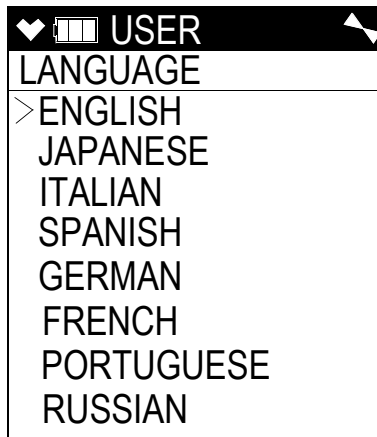 USER
LANGUAGE
>ENGLISH
JAPANESE
ITALIAN
SPANISH
GERMAN
FRENCH
PORTUGUESE
RUSSIAN